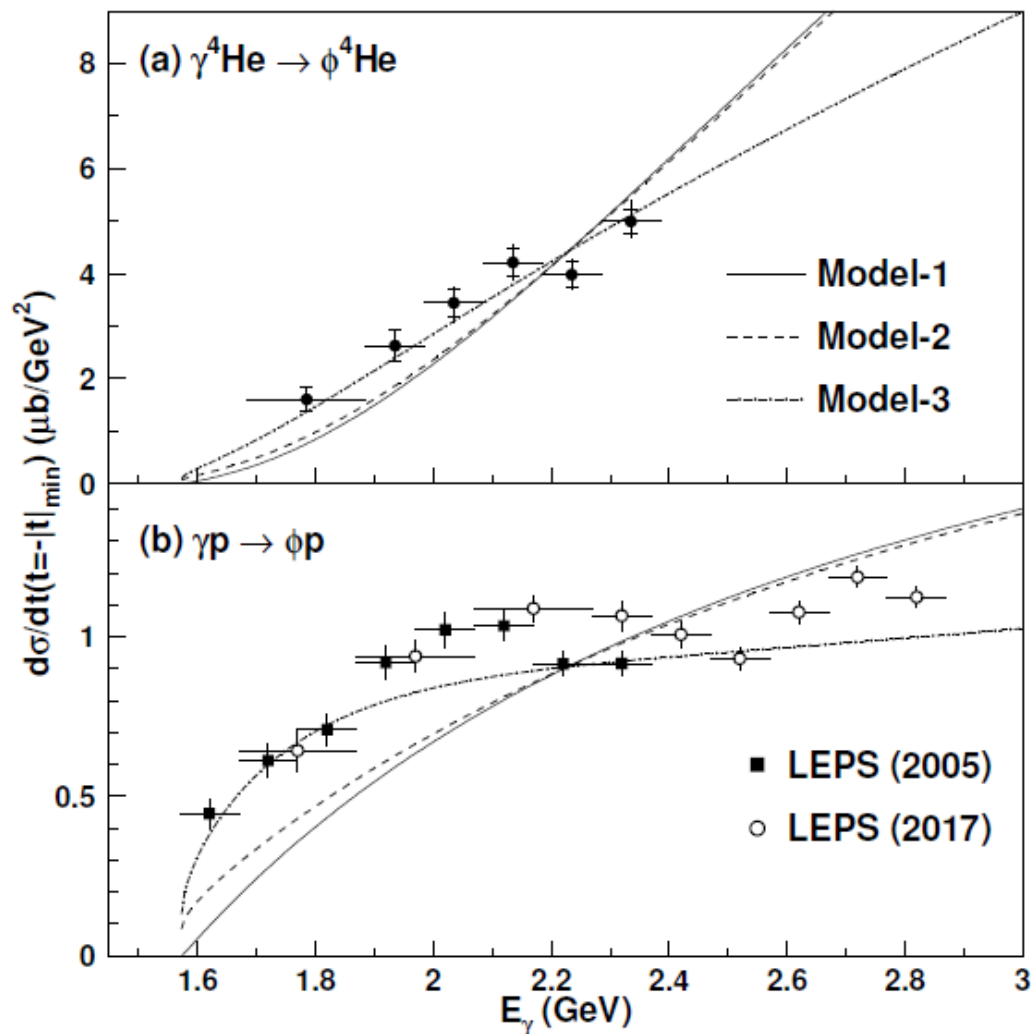 (a) γ⁴He → ϕ⁴He
8
6
4
2
0
Model-1
Model-2
Model-3
dσ/dt(t=-|t|min) (μb/GeV²)
(b) γp → ϕp
1
0.5
0
LEPS (2005)
LEPS (2017)
1.6 1.8 2 2.2 2.4 2.6 2.8 3
Eγ (GeV)